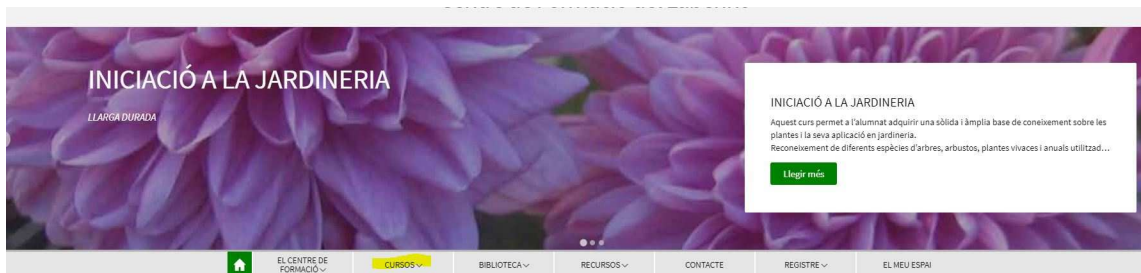 INICIACIÓ A LA JARDINERIA
LLARGA DURADA
INICIACIÓ A LA JARDINERIA
Aquest curs permet a l'alumnat adquirir una sòlida i àmplia base de coneixement sobre les
plantes i la seva aplicació en jardineria.
Reconeixement de diferents espècies d'arbres, arbustos, plantes vivaces i anuals utilitzad...
Llegir més
EL CENTRE DE
FORMACIÓ
CURSOS
BIBLIOTECA
RECURSOS
CONTACTE
REGISTRE
EL MEU ESPAI